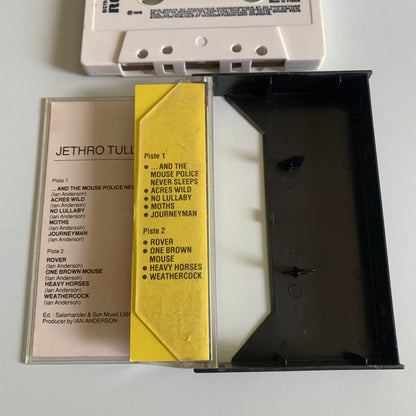 JETHRO TULL
Piste 1
... AND THE MOUSE POLICE
(Ian Anderson)
ACRES WILD
(Ian Anderson)
NO LULLABY
(Ian Anderson)
MOTHS
(Ian Anderson)
JOURNEYMAN
(Ian Anderson)
Piste 2
ROVER
(Ian Anderson)
ONE BROWN MOUSE
(Ian Anderson)
HEAVY HORSES
(Ian Anderson)
WEATHERCOCK
(Ian Anderson)
Ed.: Salamander & Son Music Ltd
Producer by IAN ANDERSON
Piste 1
• ... AND THE
MOUSE POLICE
NEVER SLEEPS
• ACRES WILD
• NO LULLABY
• MOTHS
• JOURNEYMAN
Piste 2
• ROVER
• ONE BROWN
MOUSE
• HEAVY HORSES
• WEATHERCOCK